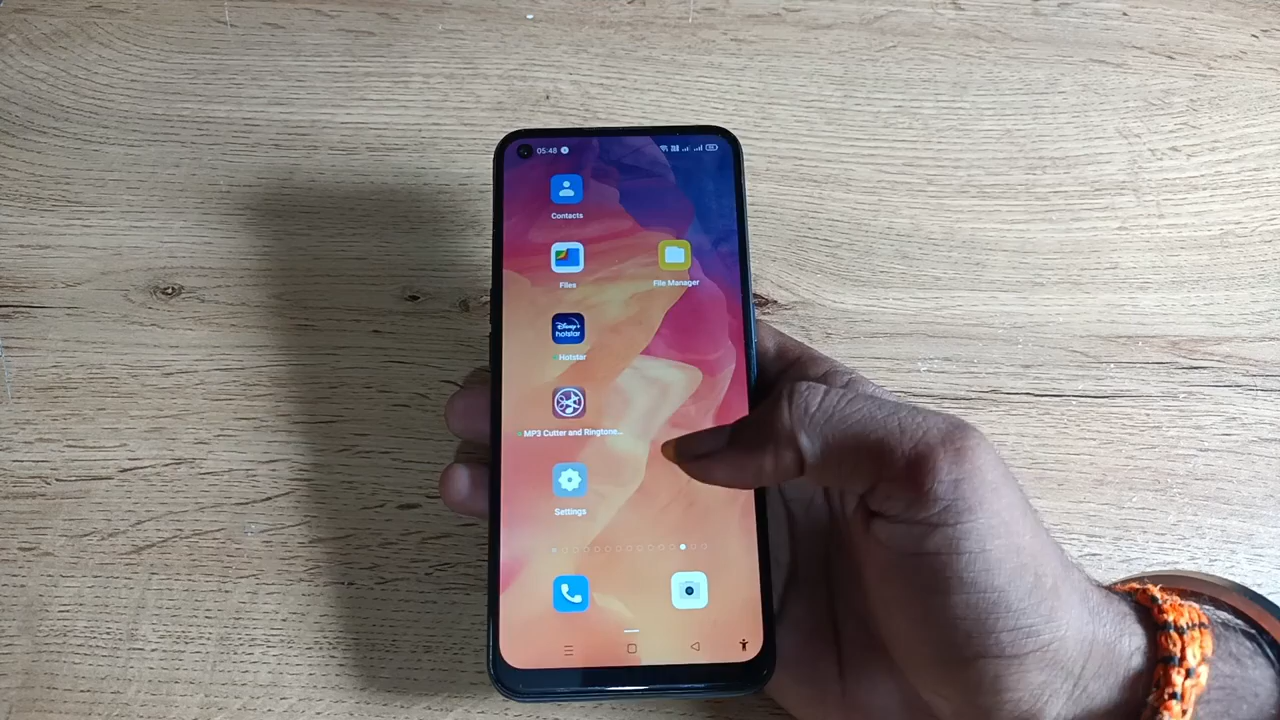 05:48
Contacts
Files
File Manager
Disney+
hotstar
Hotstar
MP3 Cutter and Ringtone...
Settings